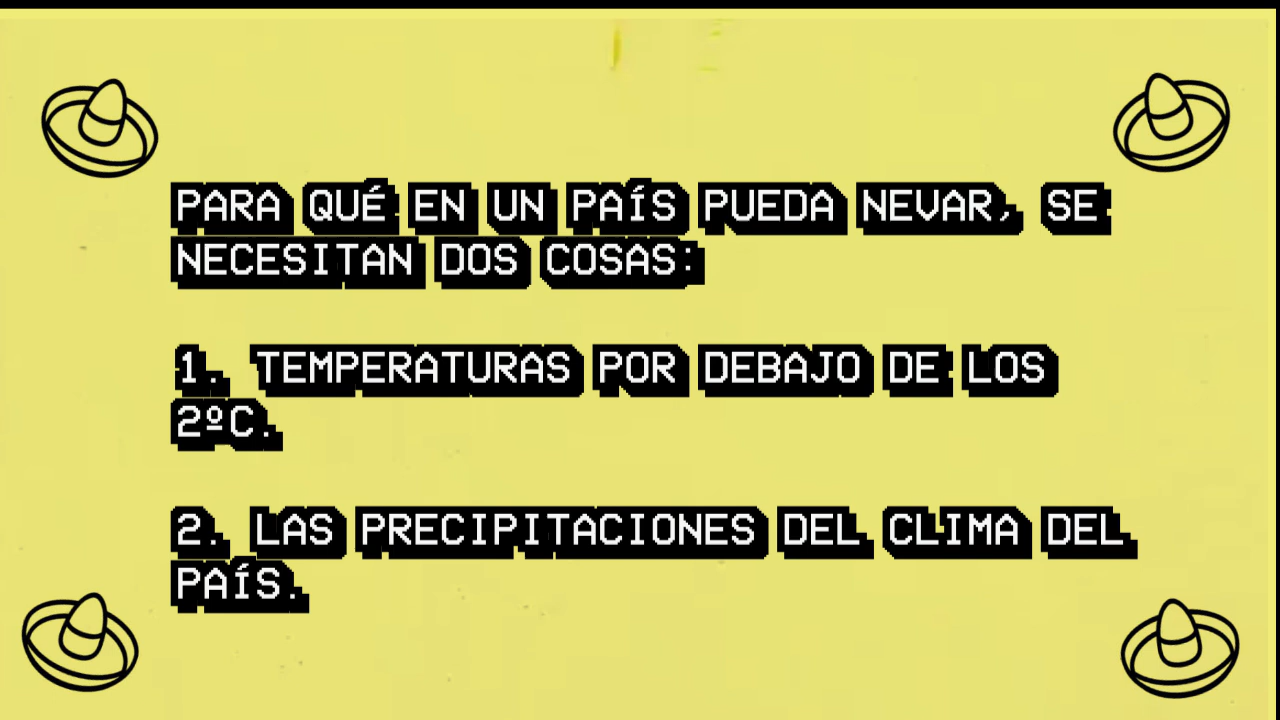 PARA QUÉ EN UN PAÍS PUEDA NEVAR, SE
NECESITAN DOS COSAS:
1. TEMPERATURAS POR DEBAJO DE LOS
2ºC.
2. LAS PRECIPITACIONES DEL CLIMA DEL
PAÍS.